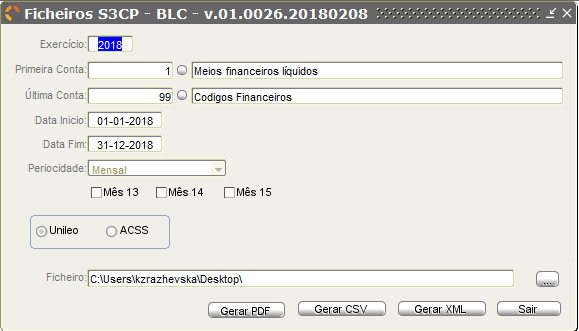 Ficheiros S3CP - BLC - v.01.0026.20180208
Exercício: 2018
Primeira Conta: 1 Meios financeiros líquidos
Última Conta: 99 Codigos Financeiros
Data Inicio: 01-01-2018
Data Fim: 31-12-2018
Periocidade: Mensal
Mês 13 Mês 14 Mês 15
Unileo ACSS
Ficheiro: C:\Users\kzrazhevska\Desktop\ ...
Gerar PDF Gerar CSV Gerar XML Sair